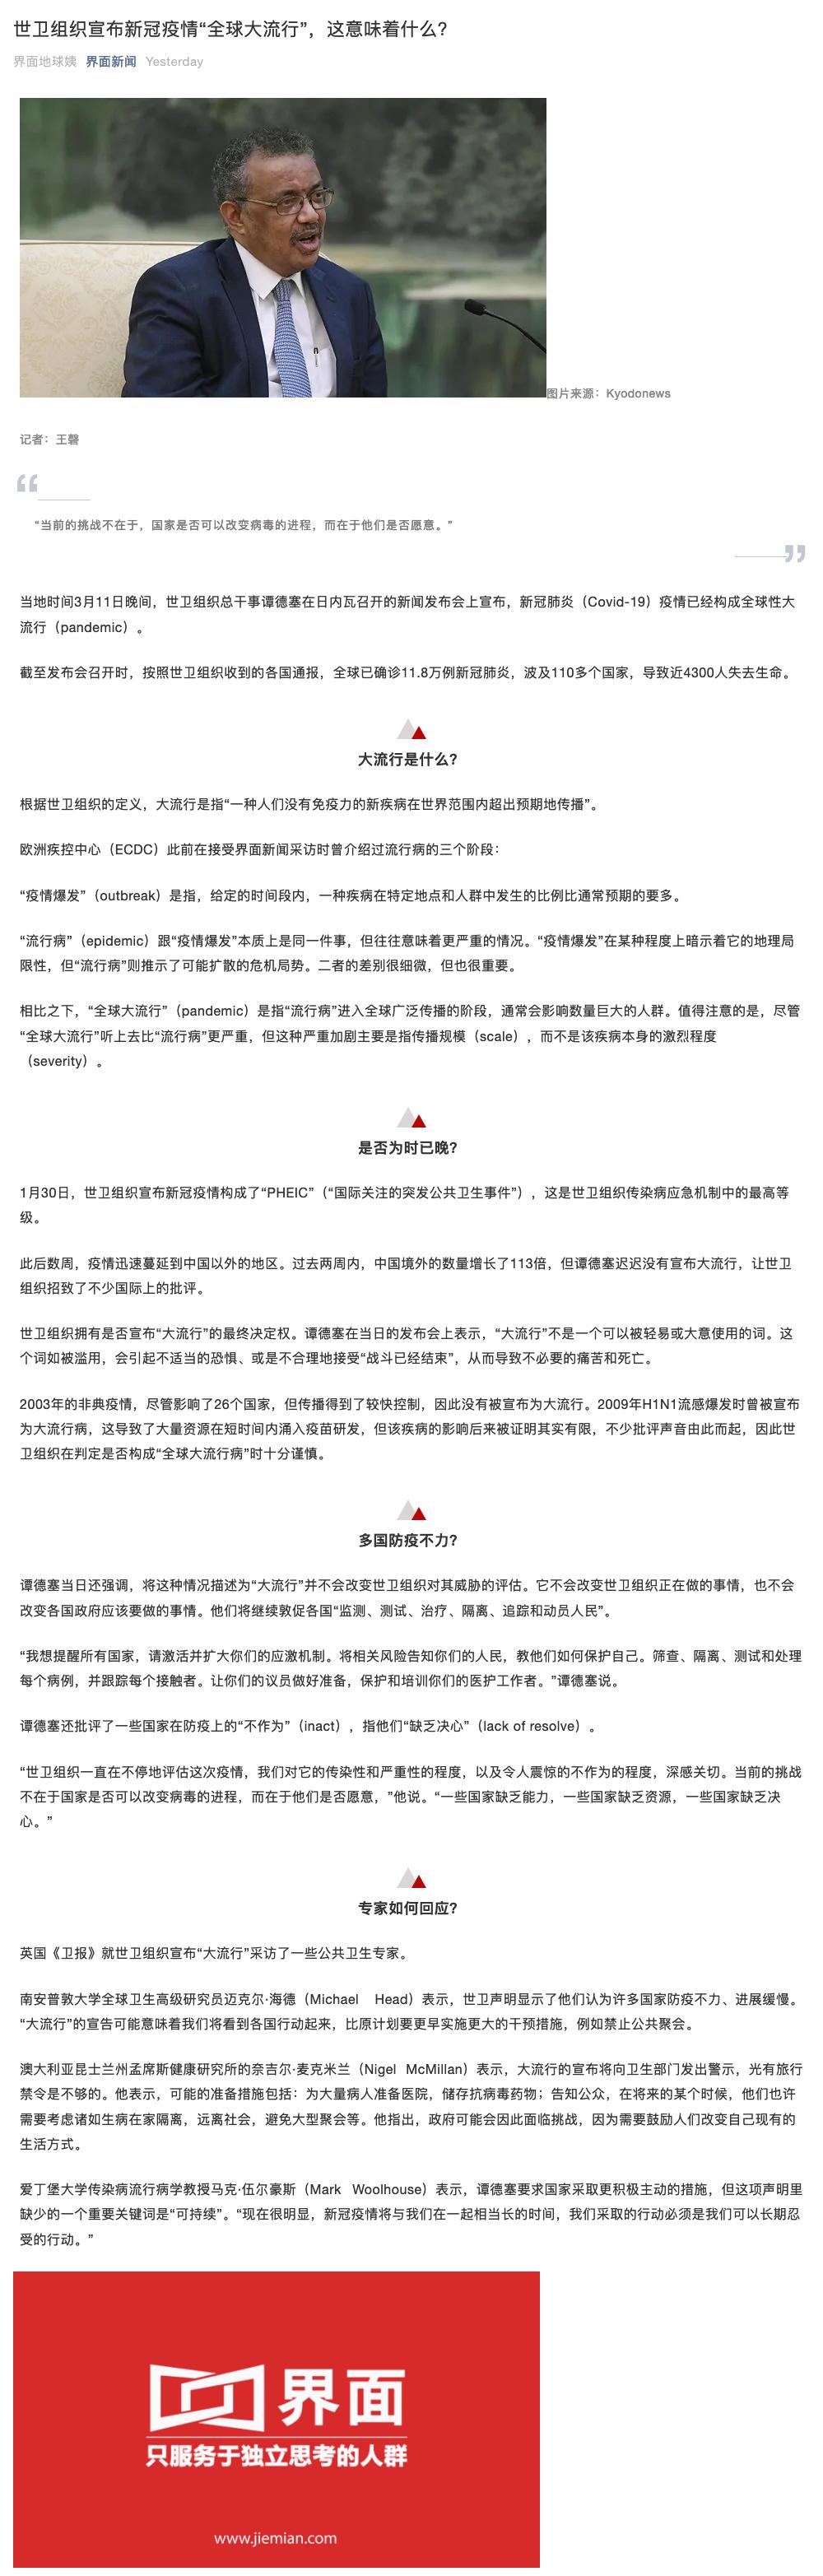 世卫组织宣布新冠疫情“全球大流行”，这意味着什么？
界面地球姨 界面新闻 Yesterday
图片来源：Kyodonews
记者：王磬
“当前的挑战不在于，国家是否可以改变病毒的进程，而在于他们是否愿意。”
当地时间3月11日晚间，世卫组织总干事谭德塞在日内瓦召开的新闻发布会上宣布，新冠肺炎（Covid-19）疫情已经构成全球性大
流行（pandemic）。
截至发布会召开时，按照世卫组织收到的各国通报，全球已确诊11.8万例新冠肺炎，波及110多个国家，导致近4300人失去生命。
大流行是什么？
根据世卫组织的定义，大流行是指“一种人们没有免疫力的新疾病在世界范围内超出预期地传播”。
欧洲疾控中心（ECDC）此前在接受界面新闻采访时曾介绍过流行病的三个阶段：
“疫情爆发”（outbreak）是指，给定的时间段内，一种疾病在特定地点和人群中发生的比例比通常预期的要多。
“流行病”（epidemic）跟“疫情爆发”本质上是同一件事，但往往意味着更严重的情况。“疫情爆发”在某种程度上暗示着它的地理局
限性，但“流行病”则推示了可能扩散的危机局势。二者的差别很细微，但也很重要。
相比之下，“全球大流行”（pandemic）是指“流行病”进入全球广泛传播的阶段，通常会影响数量巨大的人群。值得注意的是，尽管
“全球大流行”听上去比“流行病”更严重，但这种严重加剧主要是指传播规模（scale），而不是该疾病本身的激烈程度
（severity）。
是否为时已晚？
1月30日，世卫组织宣布新冠疫情构成了“PHEIC”（“国际关注的突发公共卫生事件”），这是世卫组织传染病应急机制中的最高等
级。
此后数周，疫情迅速蔓延到中国以外的地区。过去两周内，中国境外的数量增长了113倍，但谭德塞迟迟没有宣布大流行，让世卫
组织招致了不少国际上的批评。
世卫组织拥有是否宣布“大流行”的最终决定权。谭德塞在当日的发布会上表示，“大流行”不是一个可以被轻易或大意使用的词。这
个词如被滥用，会引起不适当的恐惧、或是不合理地接受“战斗已经结束”，从而导致不必要的痛苦和死亡。
2003年的非典疫情，尽管影响了26个国家，但传播得到了较快控制，因此没有被宣布为大流行。2009年H1N1流感爆发时曾被宣布
为大流行病，这导致了大量资源在短时间内涌入疫苗研发，但该疾病的影响后来被证明其实有限，不少批评声音由此而起，因此世
卫组织在判定是否构成“全球大流行病”时十分谨慎。
多国防疫不力？
谭德塞当日还强调，将这种情况描述为“大流行”并不会改变世卫组织对其威胁的评估。它不会改变世卫组织正在做的事情，也不会
改变各国政府应该要做的事情。他们将继续敦促各国“监测、测试、治疗、隔离、追踪和动员人民”。
“我想提醒所有国家，请激活并扩大你们的应激机制。将相关风险告知你们的人民，教他们如何保护自己。筛查、隔离、测试和处理
每个病例，并跟踪每个接触者。让你们的议员做好准备，保护和培训你们的医护工作者。”谭德塞说。
谭德塞还批评了一些国家在防疫上的“不作为”（inact），指他们“缺乏决心”（lack of resolve）。
“世卫组织一直在不停地评估这次疫情，我们对它的传染性和严重性的程度，以及令人震惊的不作为的程度，深感关切。当前的挑战
不在于国家是否可以改变病毒的进程，而在于他们是否愿意，”他说。“一些国家缺乏能力，一些国家缺乏资源，一些国家缺乏决
心。”
专家如何回应？
英国《卫报》就世卫组织宣布“大流行”采访了一些公共卫生专家。
南安普敦大学全球卫生高级研究员迈克尔·海德（Michael Head）表示，世卫声明显示了他们认为许多国家防疫不力、进展缓慢。
“大流行”的宣告可能意味着我们将看到各国行动起来，比原计划要更早实施更大的干预措施，例如禁止公共聚会。
澳大利亚昆士兰州孟席斯健康研究所的奈吉尔·麦克米兰（Nigel McMillan）表示，大流行的宣布将向卫生部门发出警示，光有旅行
禁令是不够的。他表示，可能的准备措施包括：为大量病人准备医院，储存抗病毒药物；告知公众，在将来的某个时候，他们也许
需要考虑诸如生病在家隔离，远离社会，避免大型聚会等。他指出，政府可能会因此面临挑战，因为需要鼓励人们改变自己现有的
生活方式。
爱丁堡大学传染病流行病学教授马克·伍尔豪斯（Mark Woolhouse）表示，谭德塞要求国家采取更积极主动的措施，但这项声明里
缺少的一个重要关键词是“可持续”。“现在很明显，新冠疫情将与我们在一起相当长的时间，我们采取的行动必须是我们可以长期忍
受的行动。”
界面
只服务于独立思考的人群
www.jiemian.com